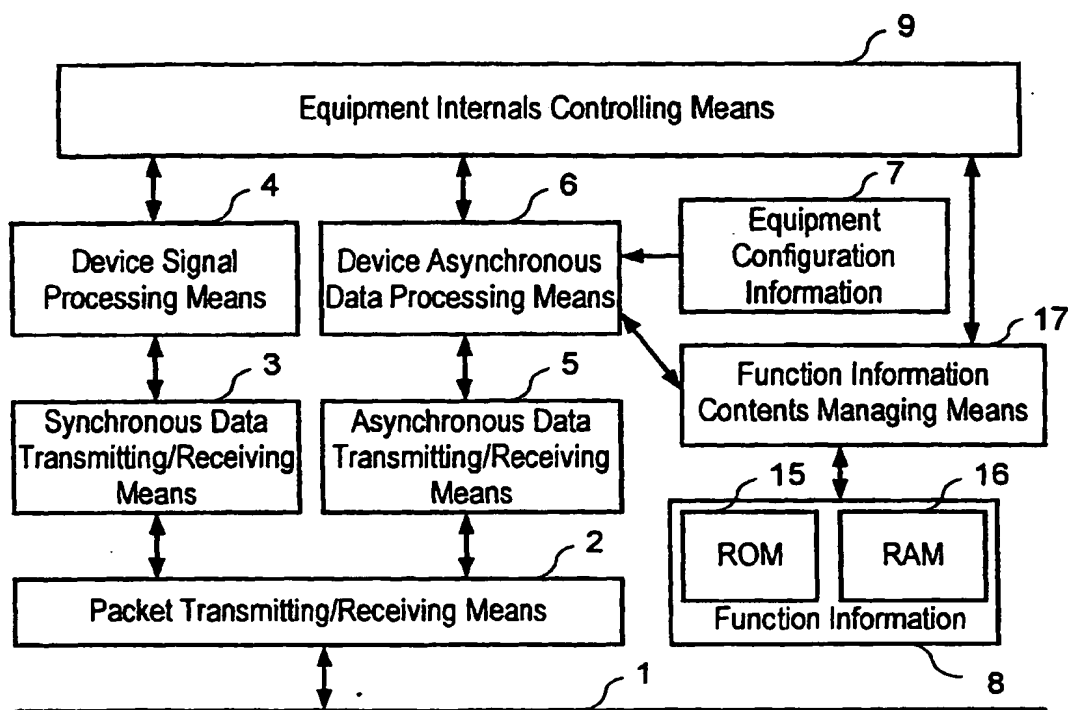 9
Equipment Internals Controlling Means
4
6
7
Device Signal
Processing Means
Device Asynchronous
Data Processing Means
Equipment
Configuration
Information
17
3
5
Function Information
Contents Managing Means
Synchronous Data
Transmitting/Receiving
Means
Asynchronous Data
Transmitting/Receiving
Means
15
16
ROM
RAM
Function Information
2
Packet Transmitting/Receiving Means
8
1